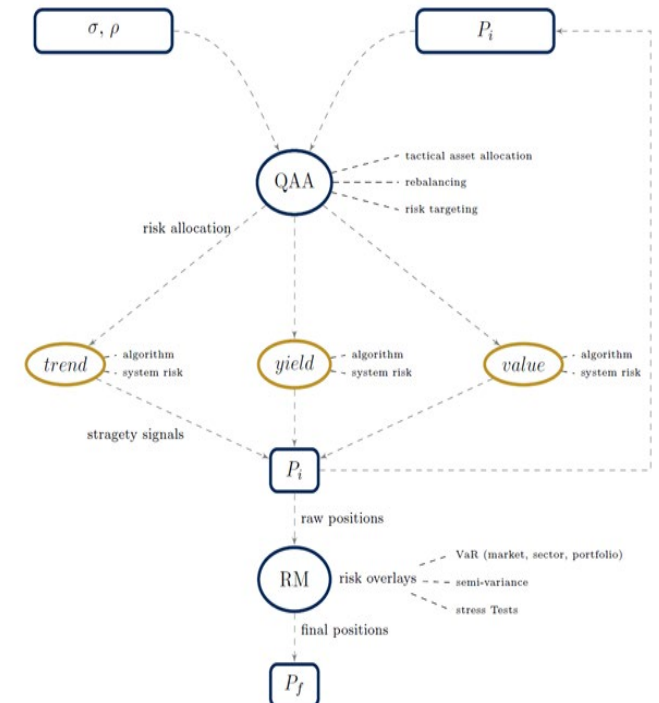 σ, ρ
P_i
QAA
tactical asset allocation
rebalancing
risk targeting
risk allocation
trend
algorithm
system risk
yield
algorithm
system risk
value
algorithm
system risk
stragety signals
P_i
raw positions
RM
risk overlays
VaR (market, sector, portfolio)
semi-variance
stress Tests
final positions
P_f